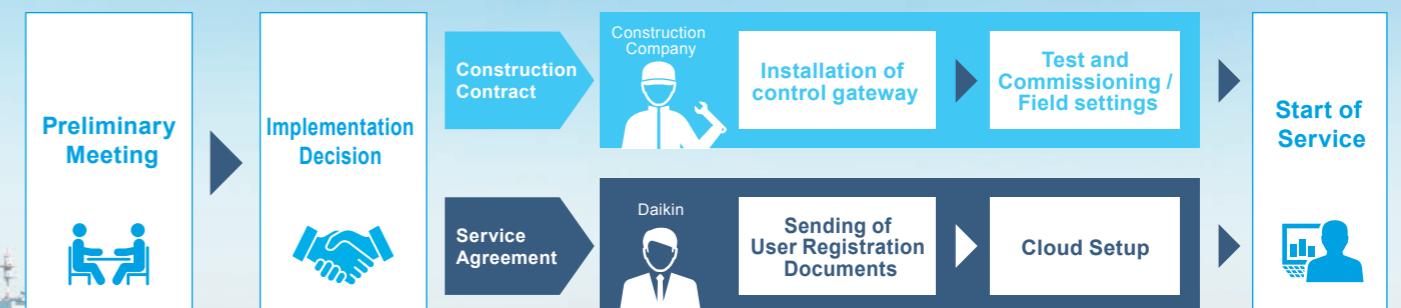 Preliminary
Meeting
Implementation
Decision
Construction
Contract
Construction
Company
Installation of
control gateway
Test and
Commissioning /
Field settings
Service
Agreement
Daikin
Sending of
User Registration
Documents
Cloud Setup
Start of
Service